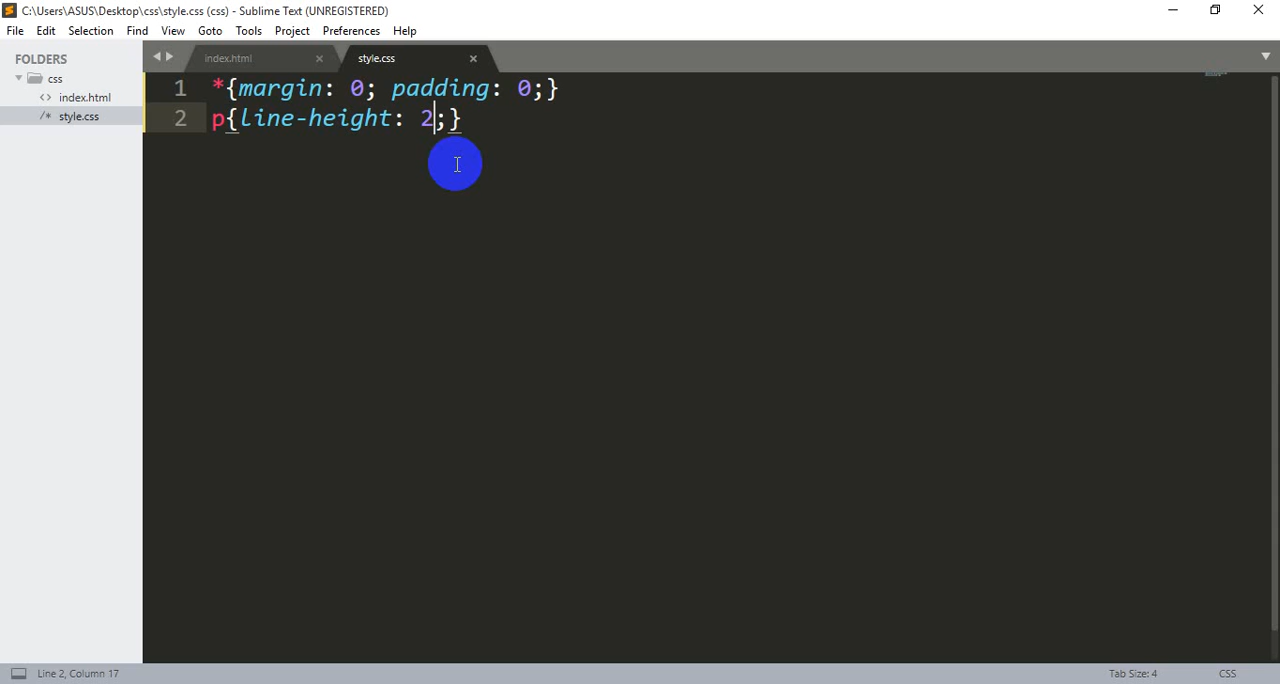 C:\Users\ASUS\Desktop\css\style.css (css) - Sublime Text (UNREGISTERED)
File Edit Selection Find View Goto Tools Project Preferences Help
FOLDERS
css
<> index.html
/* style.css
index.html × style.css ×
1 *{margin: 0; padding: 0;}
2 p{line-height: 2;}
Line 2, Column 17 Tab Size: 4 CSS